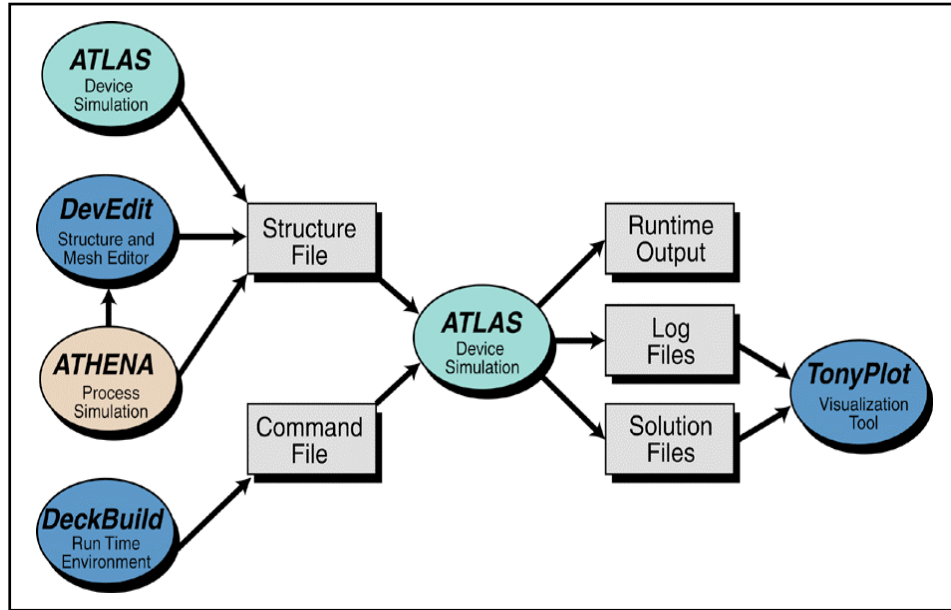 ATLAS
Device
Simulation
DevEdit
Structure and
Mesh Editor
ATHENA
Process
Simulation
DeckBuild
Run Time
Environment
Structure
File
Command
File
ATLAS
Device
Simulation
Runtime
Output
Log
Files
Solution
Files
TonyPlot
Visualization
Tool